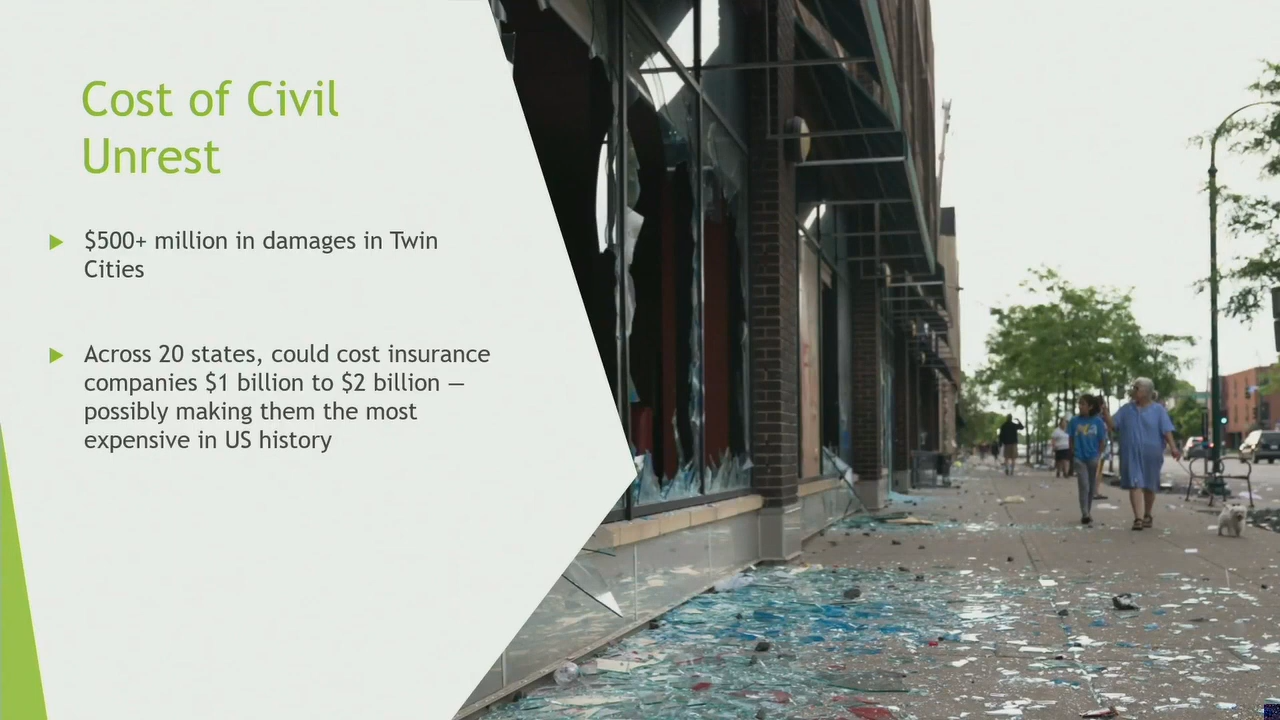 Cost of Civil
Unrest
$500+ million in damages in Twin
Cities
Across 20 states, could cost insurance
companies $1 billion to $2 billion —
possibly making them the most
expensive in US history